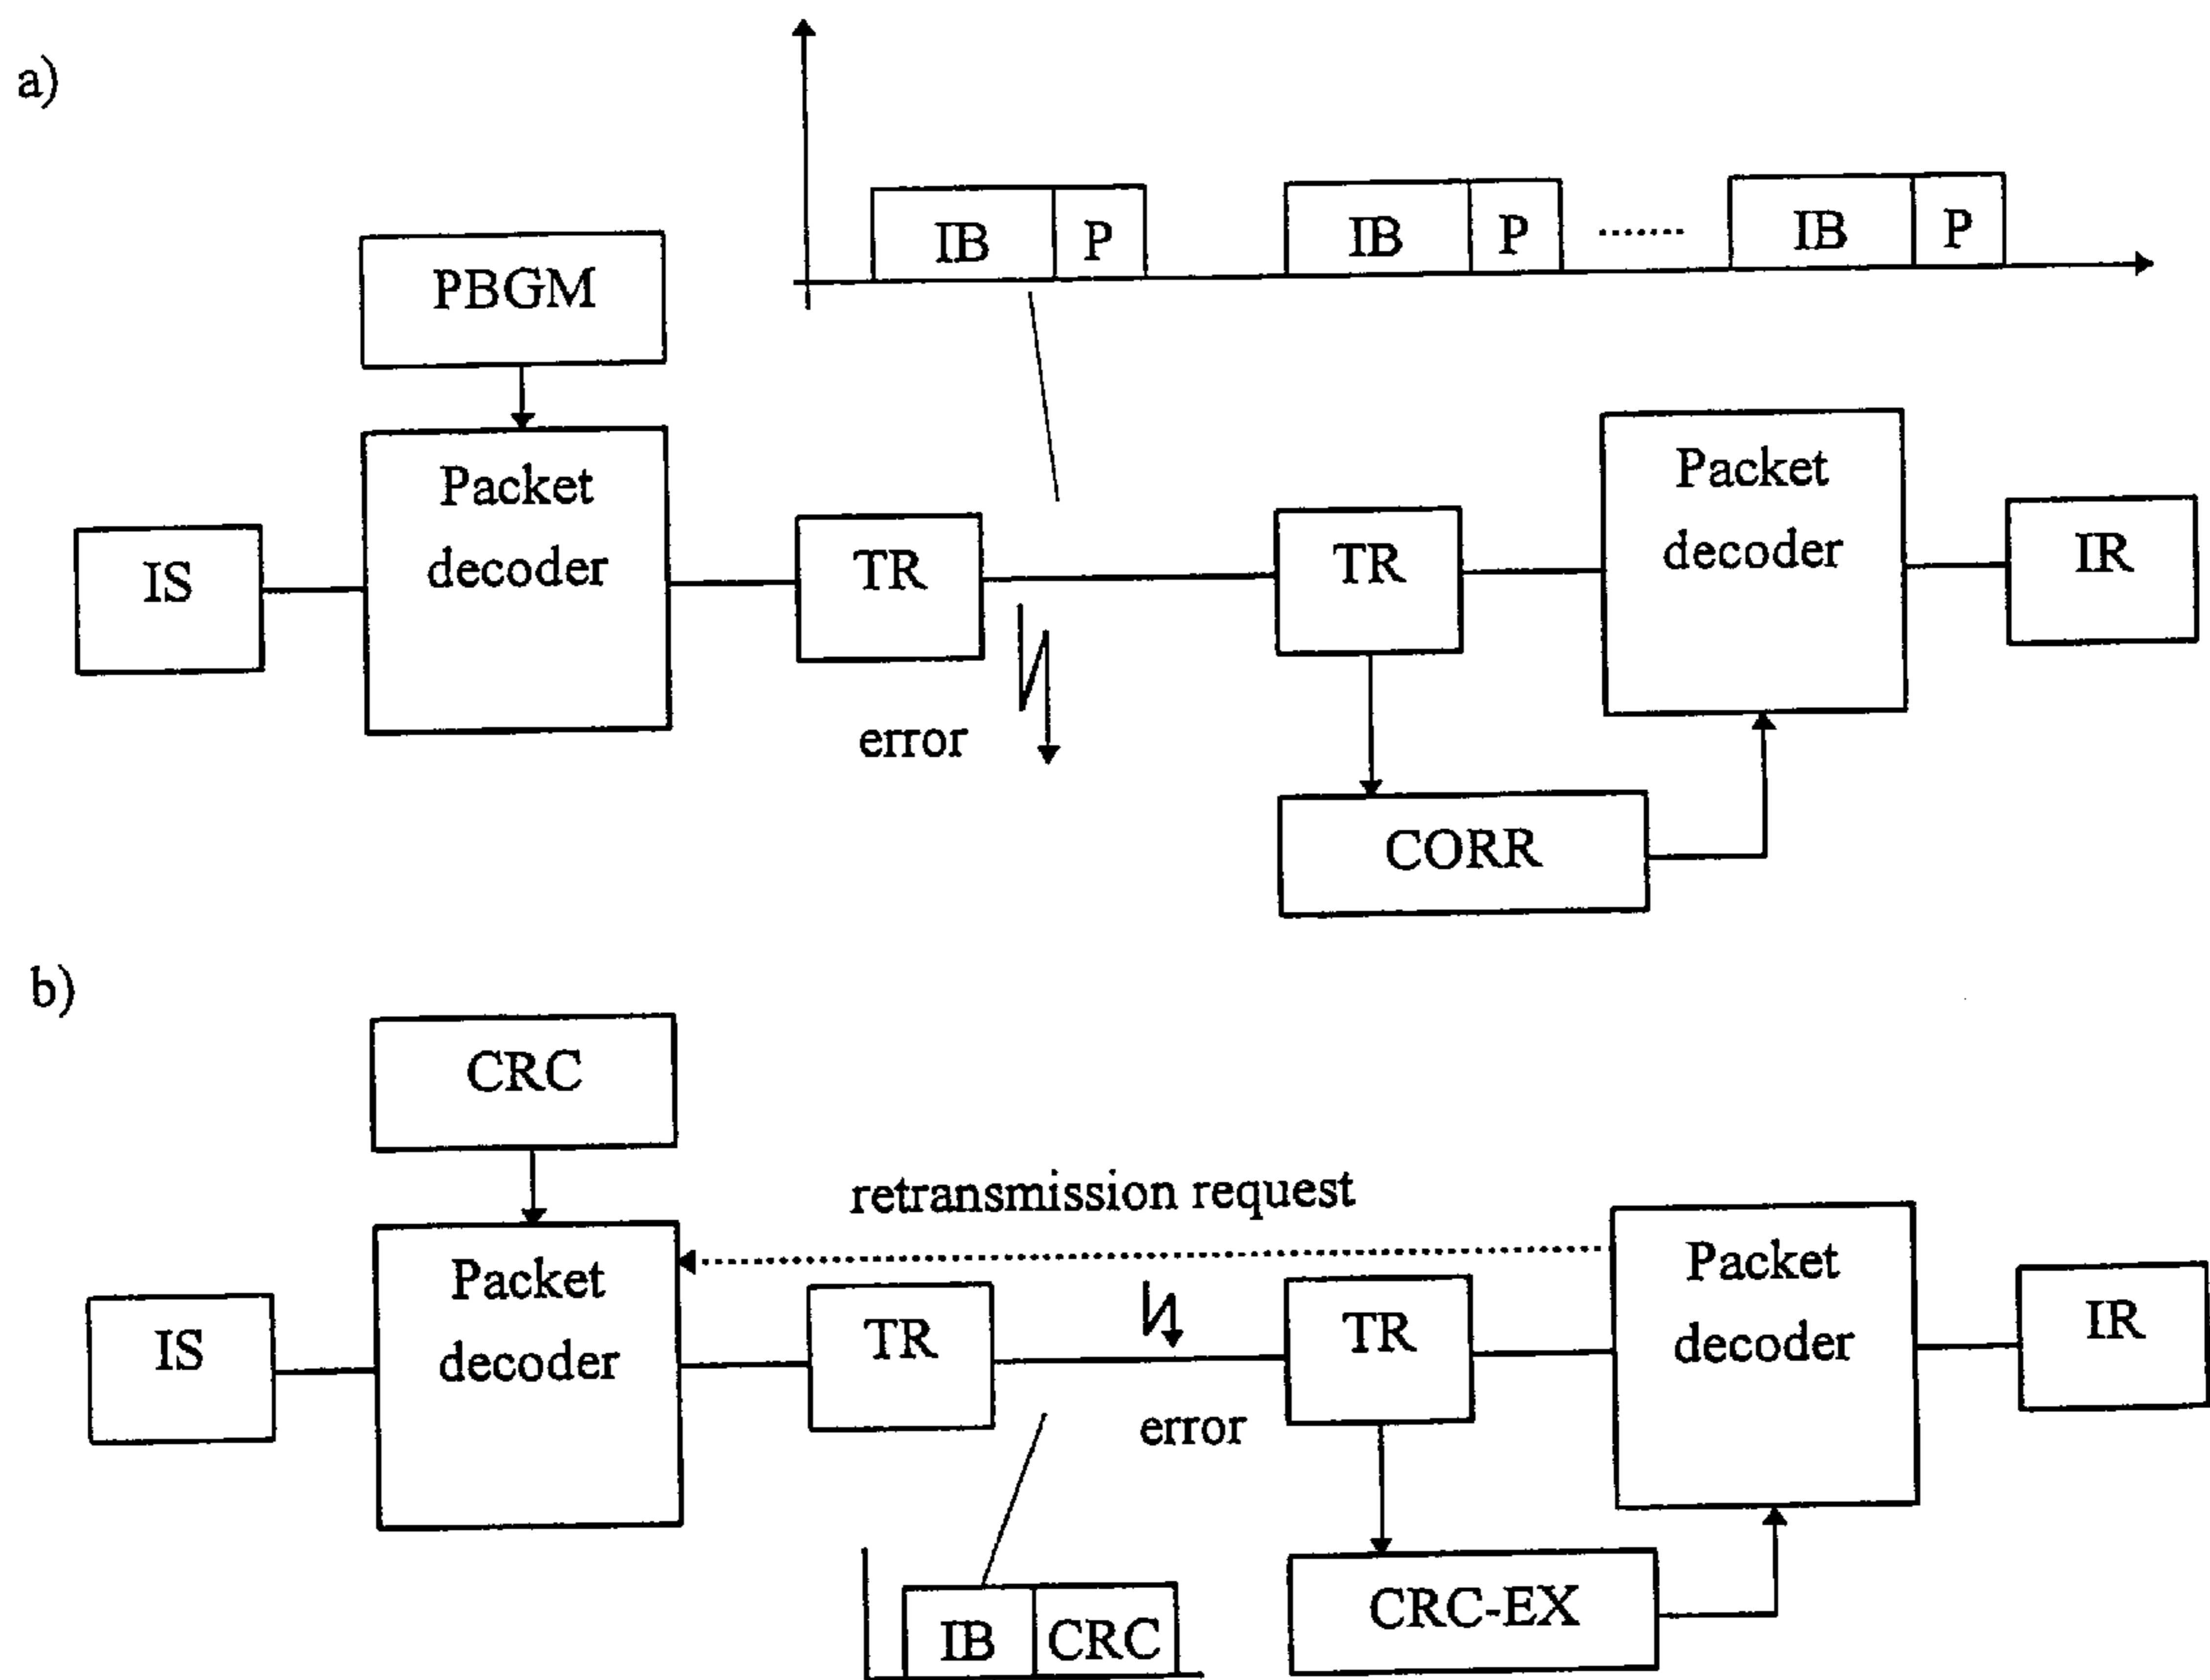 a)
IB P IB P ........ IB P
PBGM
Packet
decoder
IS
TR
TR
Packet
decoder
IR
error
CORR
b)
CRC
retransmission request
Packet
decoder
IS
TR
TR
Packet
decoder
IR
error
IB CRC
CRC-EX